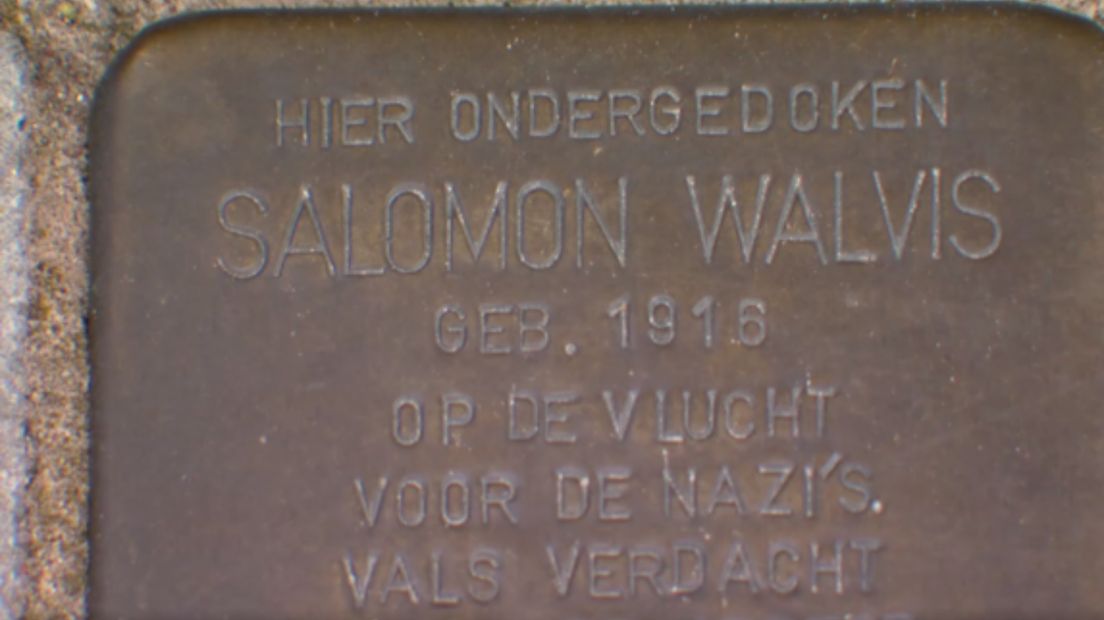 HIER ONDERGEDOKEN
SALOMON WALVIS
GEB. 1916
OP DE VLUCHT
VOOR DE NAZI'S.
VALS VERDACHT